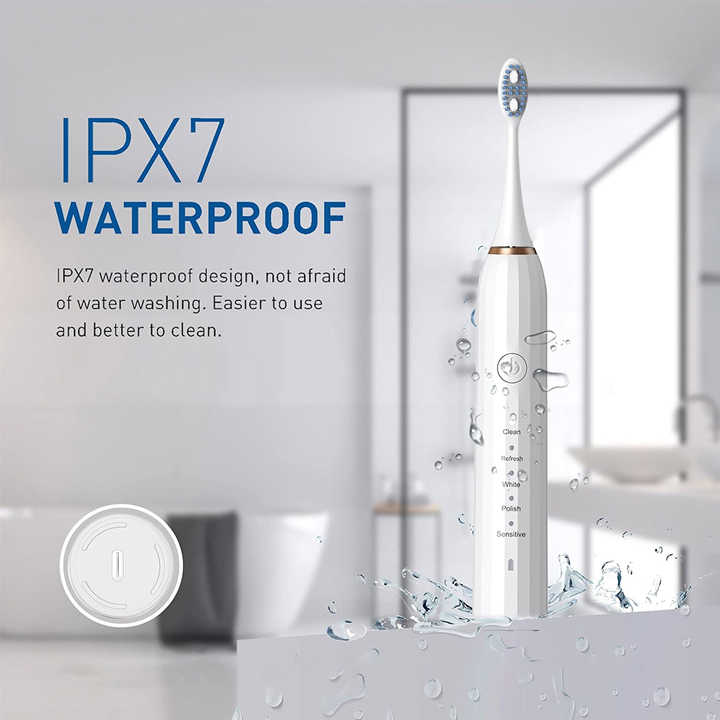 IPX7
WATERPROOF
IPX7 waterproof design, not afraid
of water washing. Easier to use
and better to clean.
Clean
Refresh
White
Polish
Sensitive